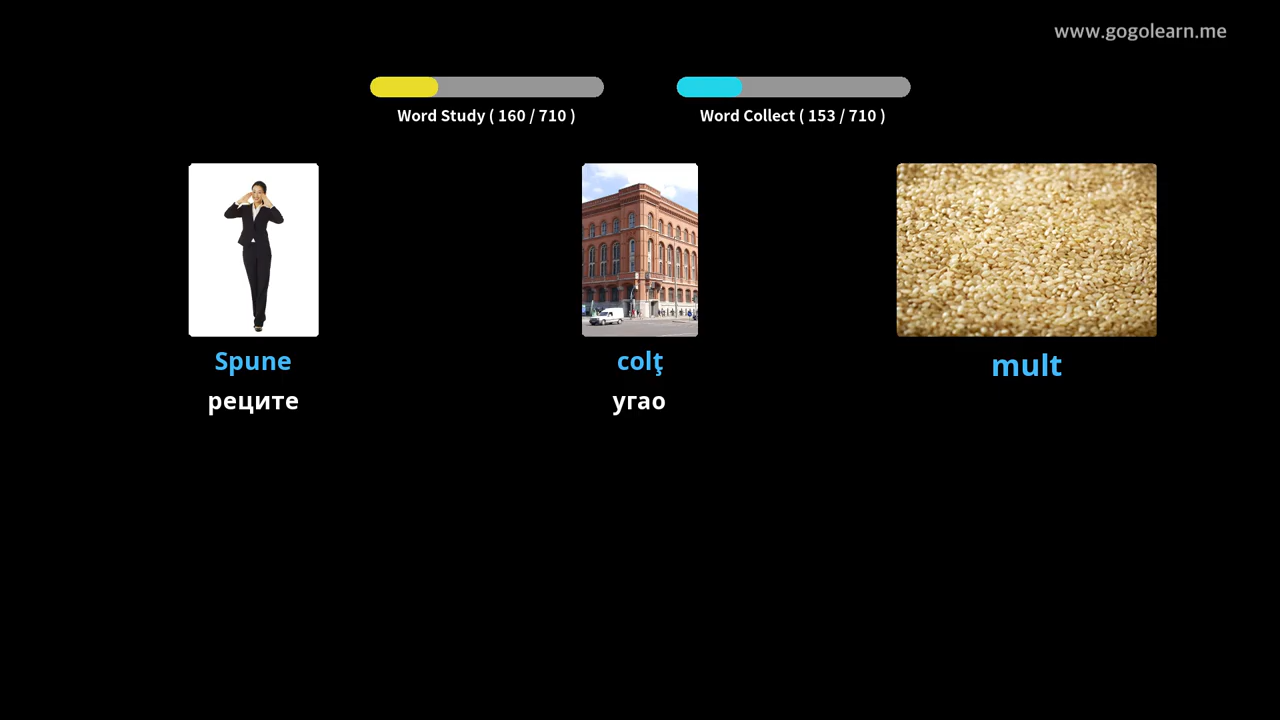 www.gogolearn.me
Word Study ( 160 / 710 )
Word Collect ( 153 / 710 )
Spune
colţ
mult
реците
угао